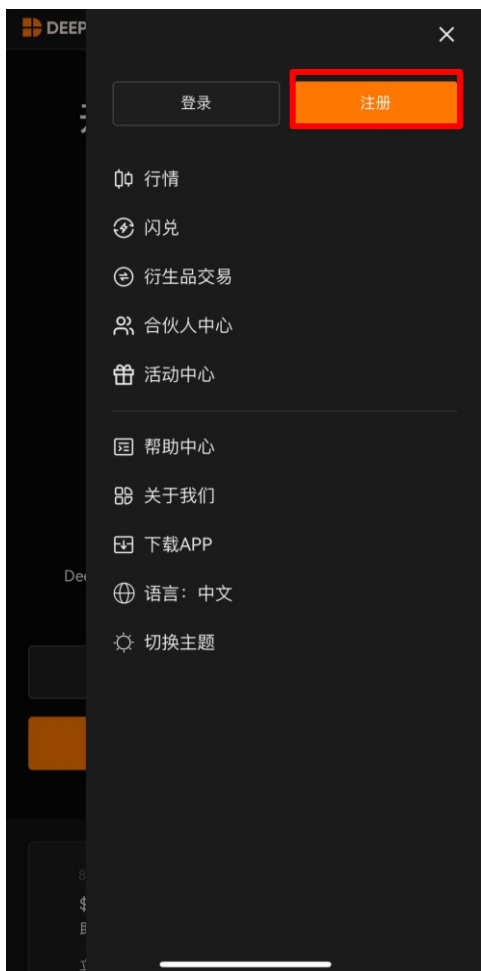 DEEP
登录
注册
行情
闪兑
衍生品交易
合伙人中心
活动中心
帮助中心
关于我们
下载APP
Dee
语言：中文
切换主题
8
$